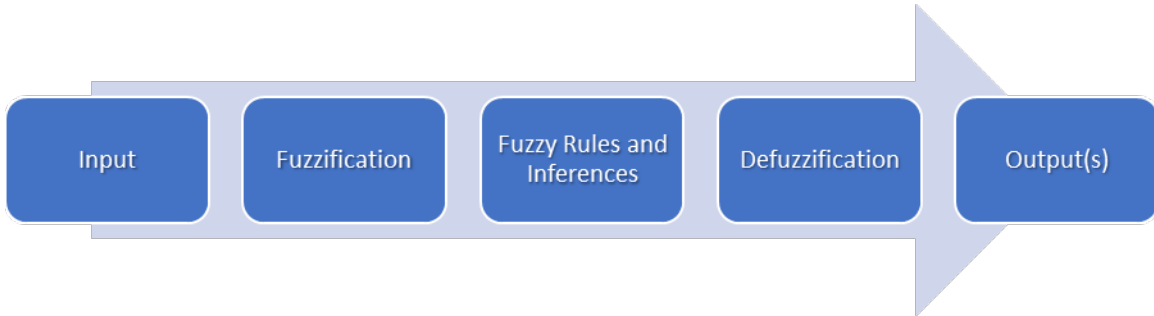 Input
Fuzzification
Fuzzy Rules and
Inferences
Defuzzification
Output(s)